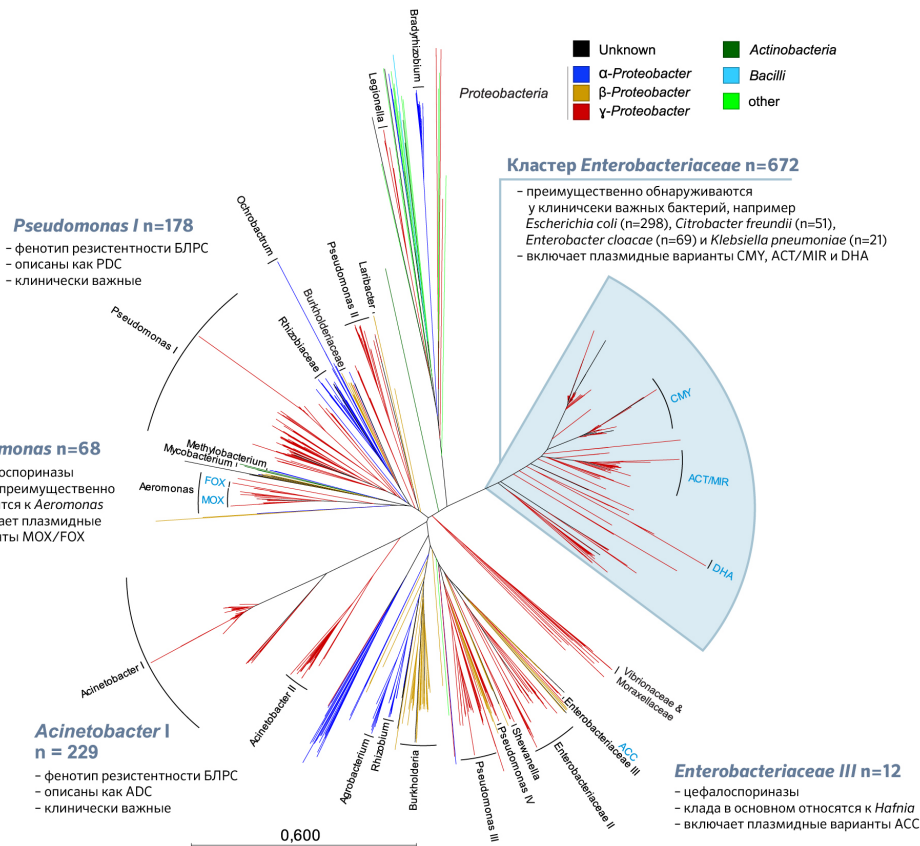 Unknown
Proteobacteria
α-Proteobacter
β-Proteobacter
γ-Proteobacter
Actinobacteria
Bacilli
other
Кластер Enterobacteriaceae n=672
– преимущественно обнаруживаются
у клиничсеки важных бактерий, например
Escherichia coli (n=298), Citrobacter freundii (n=51),
Enterobacter cloacae (n=69) и Klebsiella pneumoniae (n=21)
– включает плазмидные варианты CMY, ACT/MIR и DHA
Pseudomonas I n=178
– фенотип резистентности БЛРС
– описаны как PDC
– клинически важные
Bradyrhizobium
Legionella
Ochrobactrum
Pseudomonas II
Laribacter
Burkholderiaceae
Rhizobiaceae
Pseudomonas I
Methylobacterium
Mycobacterium
Aeromonas
FOX
MOX
monas n=68
оспориназы
преимущественно
тся к Aeromonas
ает плазмидные
нты MOX/FOX
CMY
ACT/MIR
DHA
Acinetobacter I
Acinetobacter I
n = 229
– фенотип резистентности БЛРС
– описаны как ADC
– клинически важные
Acinetobacter II
Agrobacterium
Rhizobium
Burkholderia
Pseudomonas III
Pseudomonas IV
Shewanella
Enterobacteriaceae II
Enterobacteriaceae III
ACC
Vibrionaceae &
Moraxellaceae
Enterobacteriaceae III n=12
– цефалоспориназы
– клада в основном относятся к Hafnia
– включает плазмидные варианты ACC
0,600